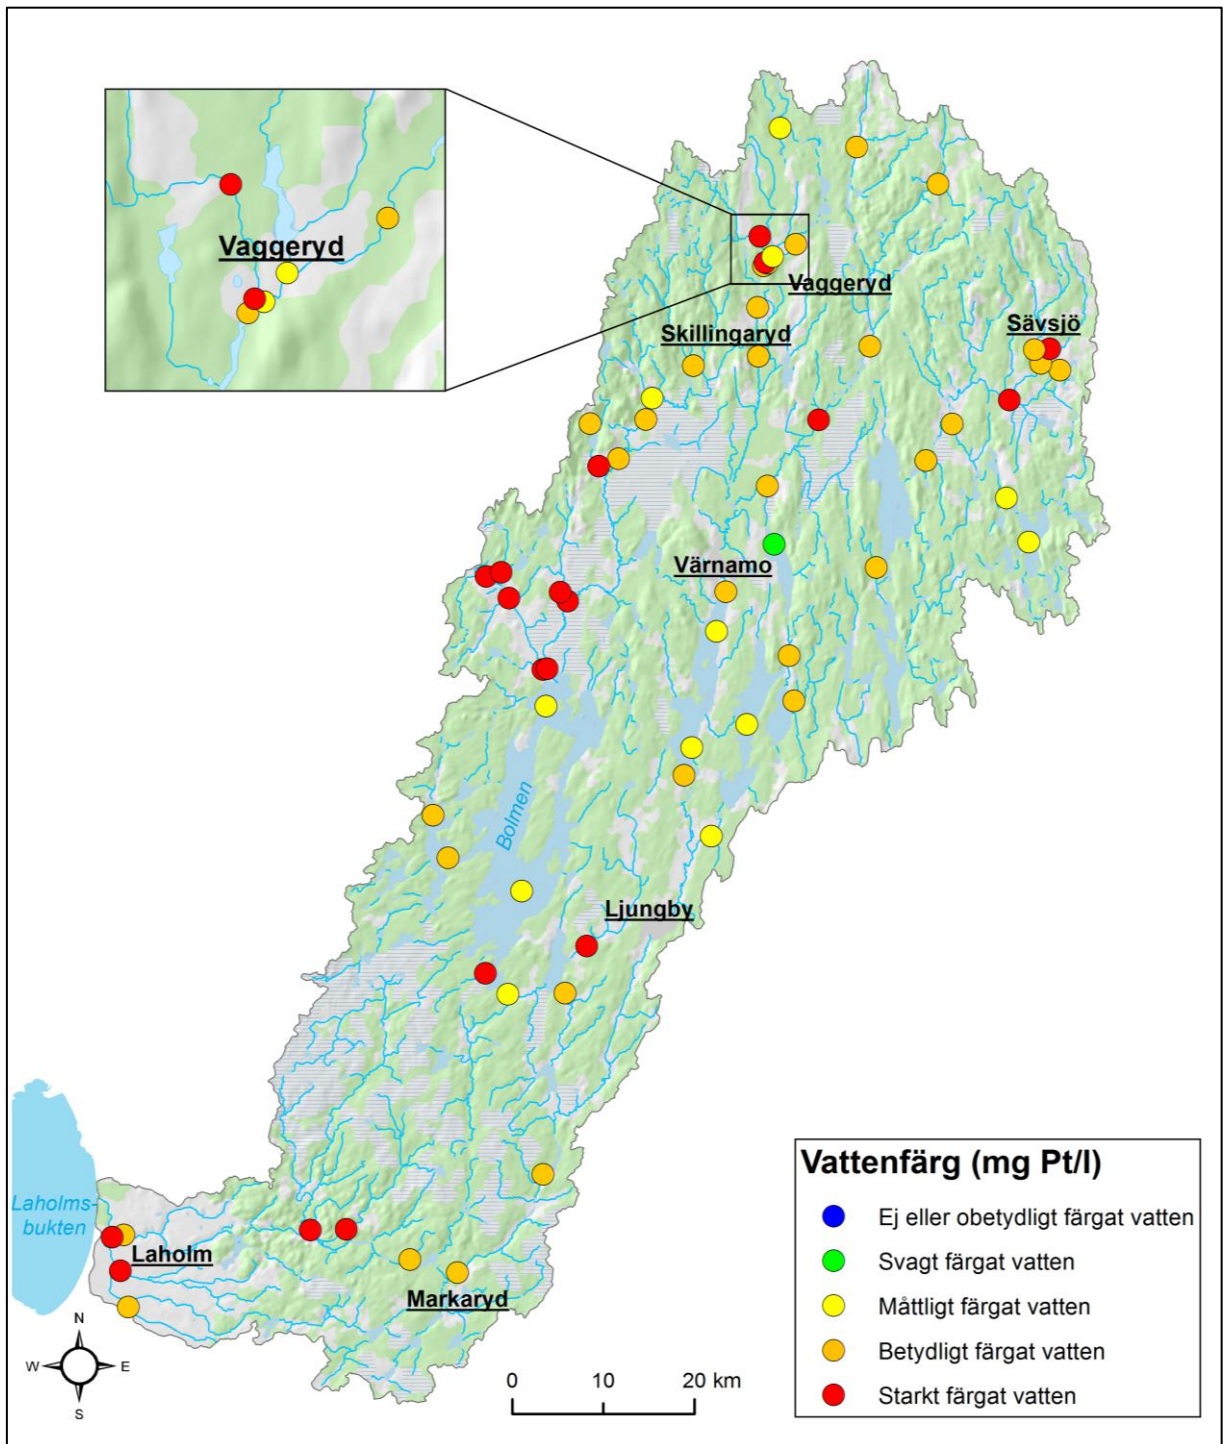 Vaggeryd
Vaggeryd
Skillingaryd
Sävsjö
Värnamo
Bolmen
Ljungby
Laholms-
bukten
Laholm
Markaryd
N
W
E
S
0 10 20 km
Vattenfärg (mg Pt/l)
Ej eller obetydligt färgat vatten
Svagt färgat vatten
Måttligt färgat vatten
Betydligt färgat vatten
Starkt färgat vatten